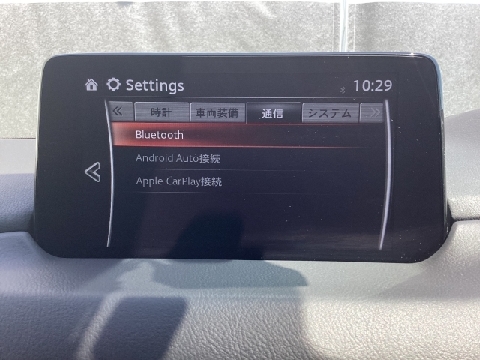 Settings 10:29
時計 車両装備 通信 システム
Bluetooth
Android Auto接続
Apple CarPlay接続